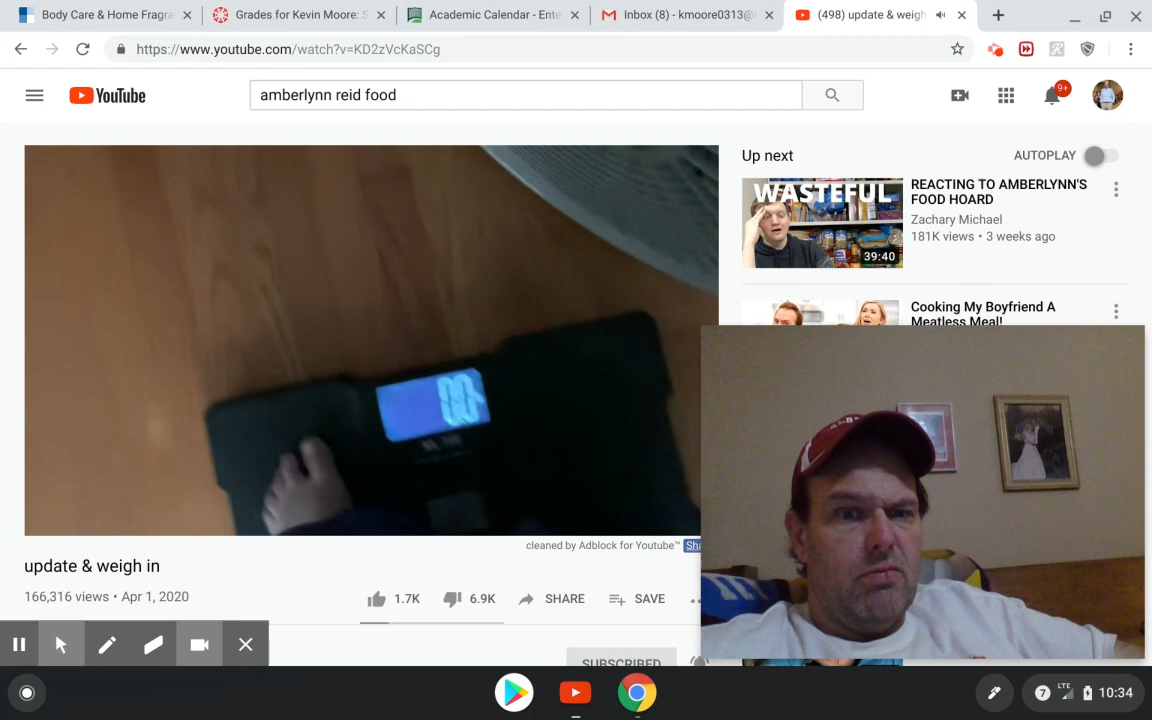 Body Care & Home Fragra
Grades for Kevin Moore: S
Academic Calendar - Ente
Inbox (8) - kmoore0313@
(498) update & weigh
https://www.youtube.com/watch?v=KD2zVcKaSCg
YouTube
amberlynn reid food
9+
Up next
AUTOPLAY
WASTEFUL
39:40
REACTING TO AMBERLYNN'S
FOOD HOARD
Zachary Michael
181K views • 3 weeks ago
Cooking My Boyfriend A
Meatless Meal!
cleaned by Adblock for Youtube™
Sha
update & weigh in
166,316 views • Apr 1, 2020
1.7K
6.9K
SHARE
SAVE
SUBSCRIBED
7
LTE
10:34